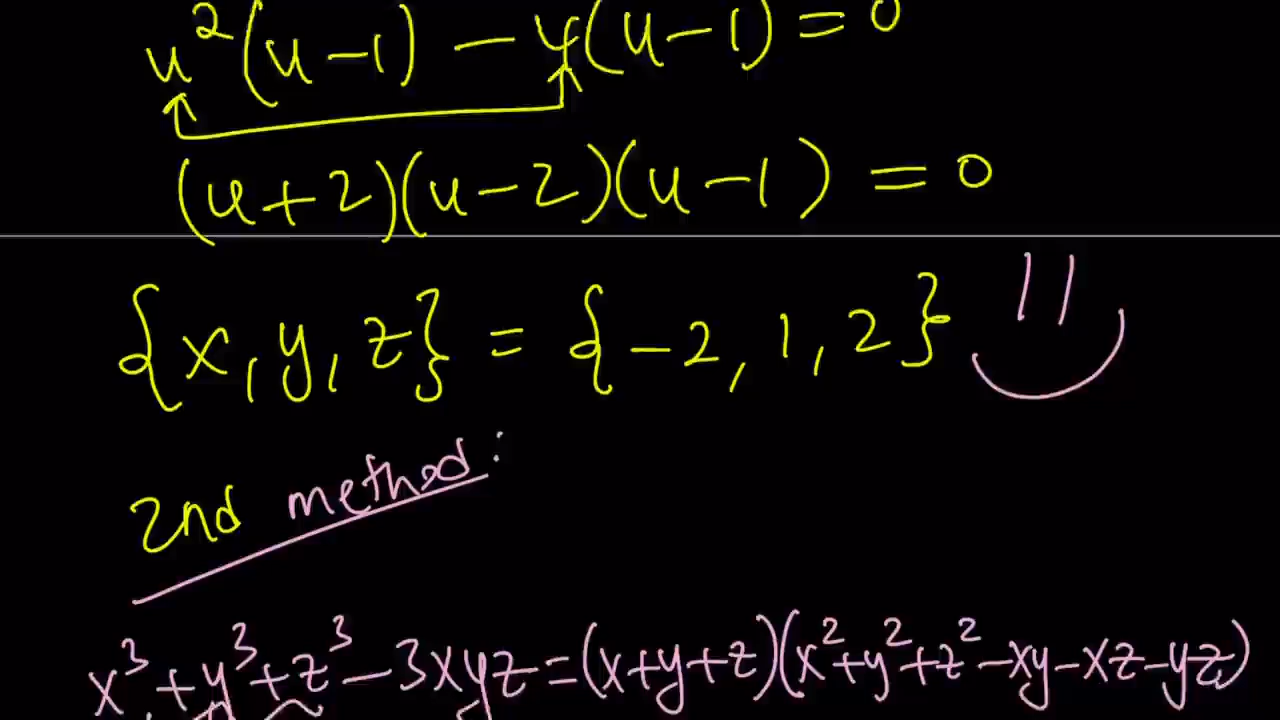 u²(u-1) - 4(u-1) = 0
(u+2)(u-2)(u-1) = 0
{x, y, z} = {-2, 1, 2}
2nd method:
x³+y³+z³-3xyz=(x+y+z)(x²+y²+z²-xy-xz-yz)